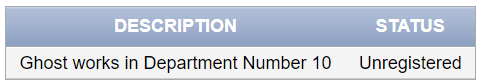 DESCRIPTION STATUS
Ghost works in Department Number 10 Unregistered